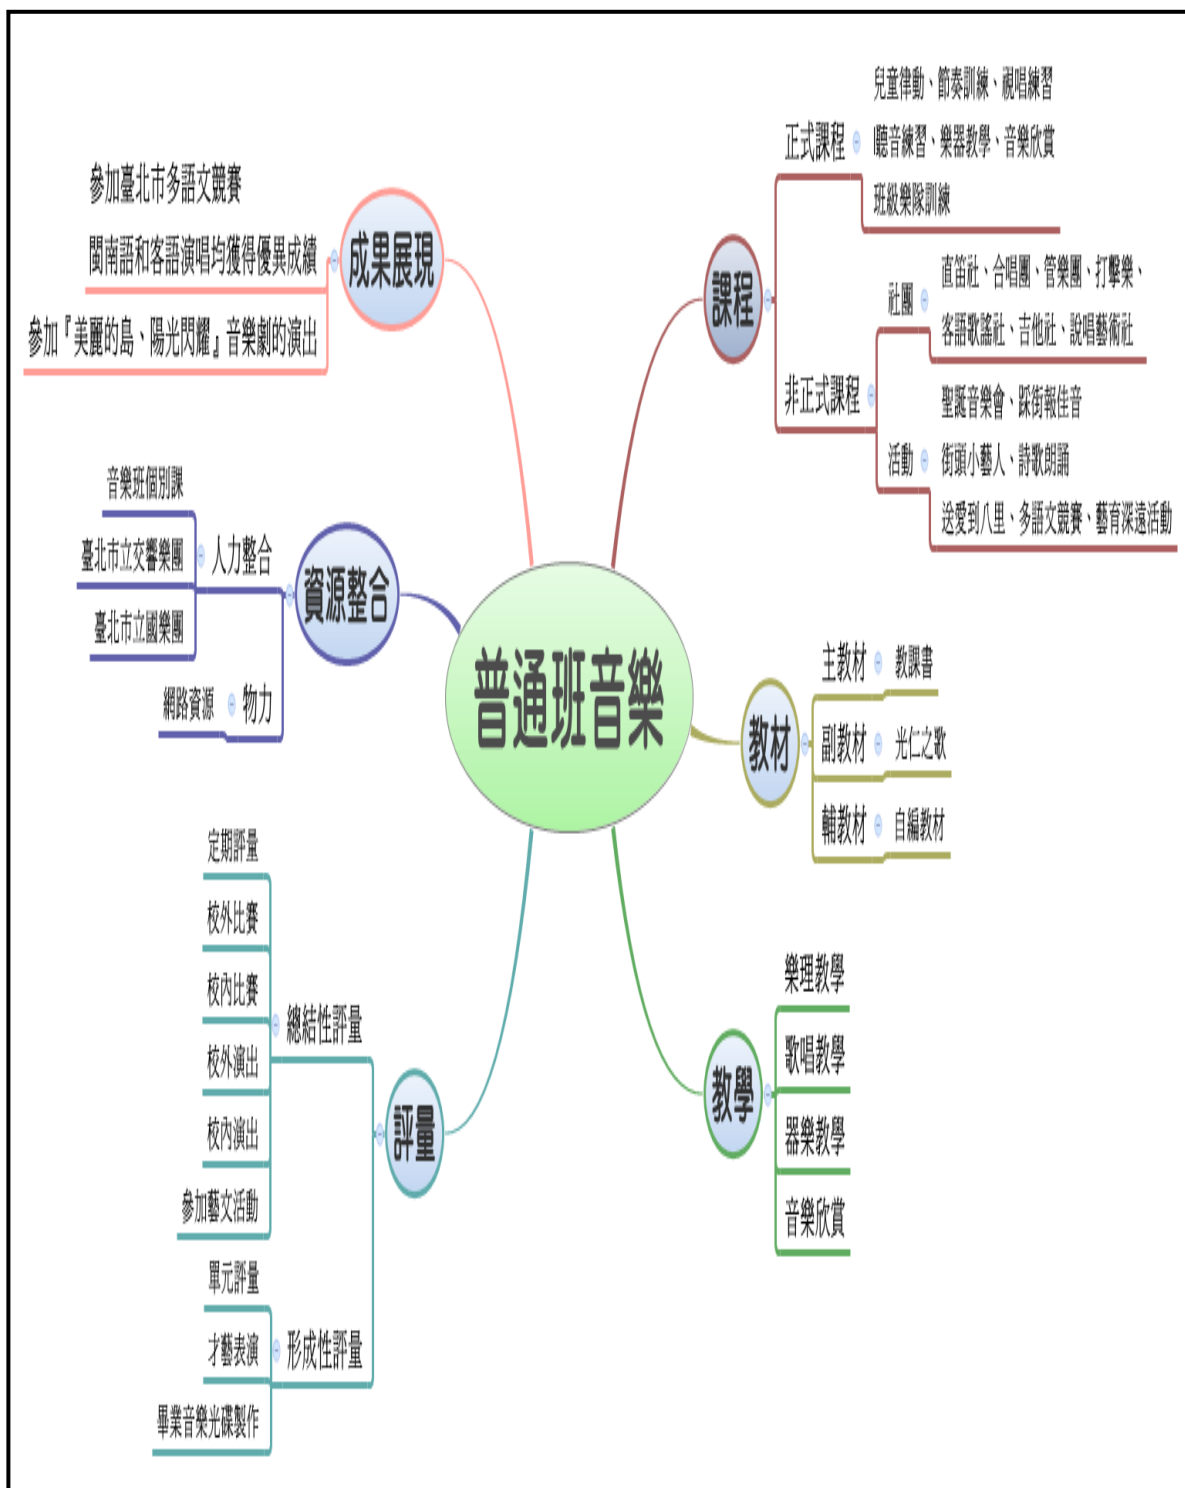 普通班音樂
課程
正式課程
兒童律動、節奏訓練、視唱練習
聽音練習、樂器教學、音樂欣賞
班級樂隊訓練
非正式課程
社團
直笛社、合唱團、管樂團、打擊樂、
客語歌謠社、吉他社、說唱藝術社
活動
聖誕音樂會、踩街報佳音
街頭小藝人、詩歌朗誦
送愛到八里、多語文競賽、藝育深遠活動
教材
主教材
教課書
副教材
光仁之歌
輔教材
自編教材
教學
樂理教學
歌唱教學
器樂教學
音樂欣賞
成果展現
參加臺北市多語文競賽
閩南語和客語演唱均獲得優異成績
參加『美麗的島、陽光閃耀』音樂劇的演出
資源整合
人力整合
音樂班個別課
臺北市立交響樂團
臺北市立國樂團
物力
網路資源
評量
總結性評量
定期評量
校外比賽
校內比賽
校外演出
校內演出
參加藝文活動
形成性評量
單元評量
才藝表演
畢業音樂光碟製作